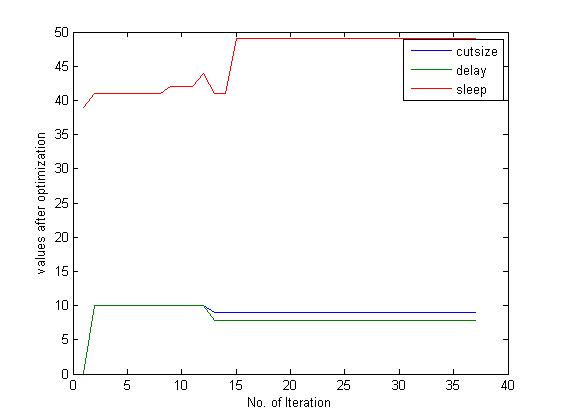 50
45
40
35
30
25
20
15
10
5
0
values after optimization
cutsize
delay
sleep
0 5 10 15 20 25 30 35 40
No. of Iteration